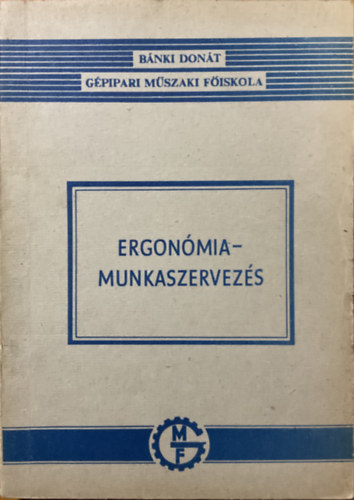 BÁNKI DONÁT
GÉPIPARI MŰSZAKI FŐISKOLA
ERGONÓMIA-
MUNKASZERVEZÉS
M
G
F